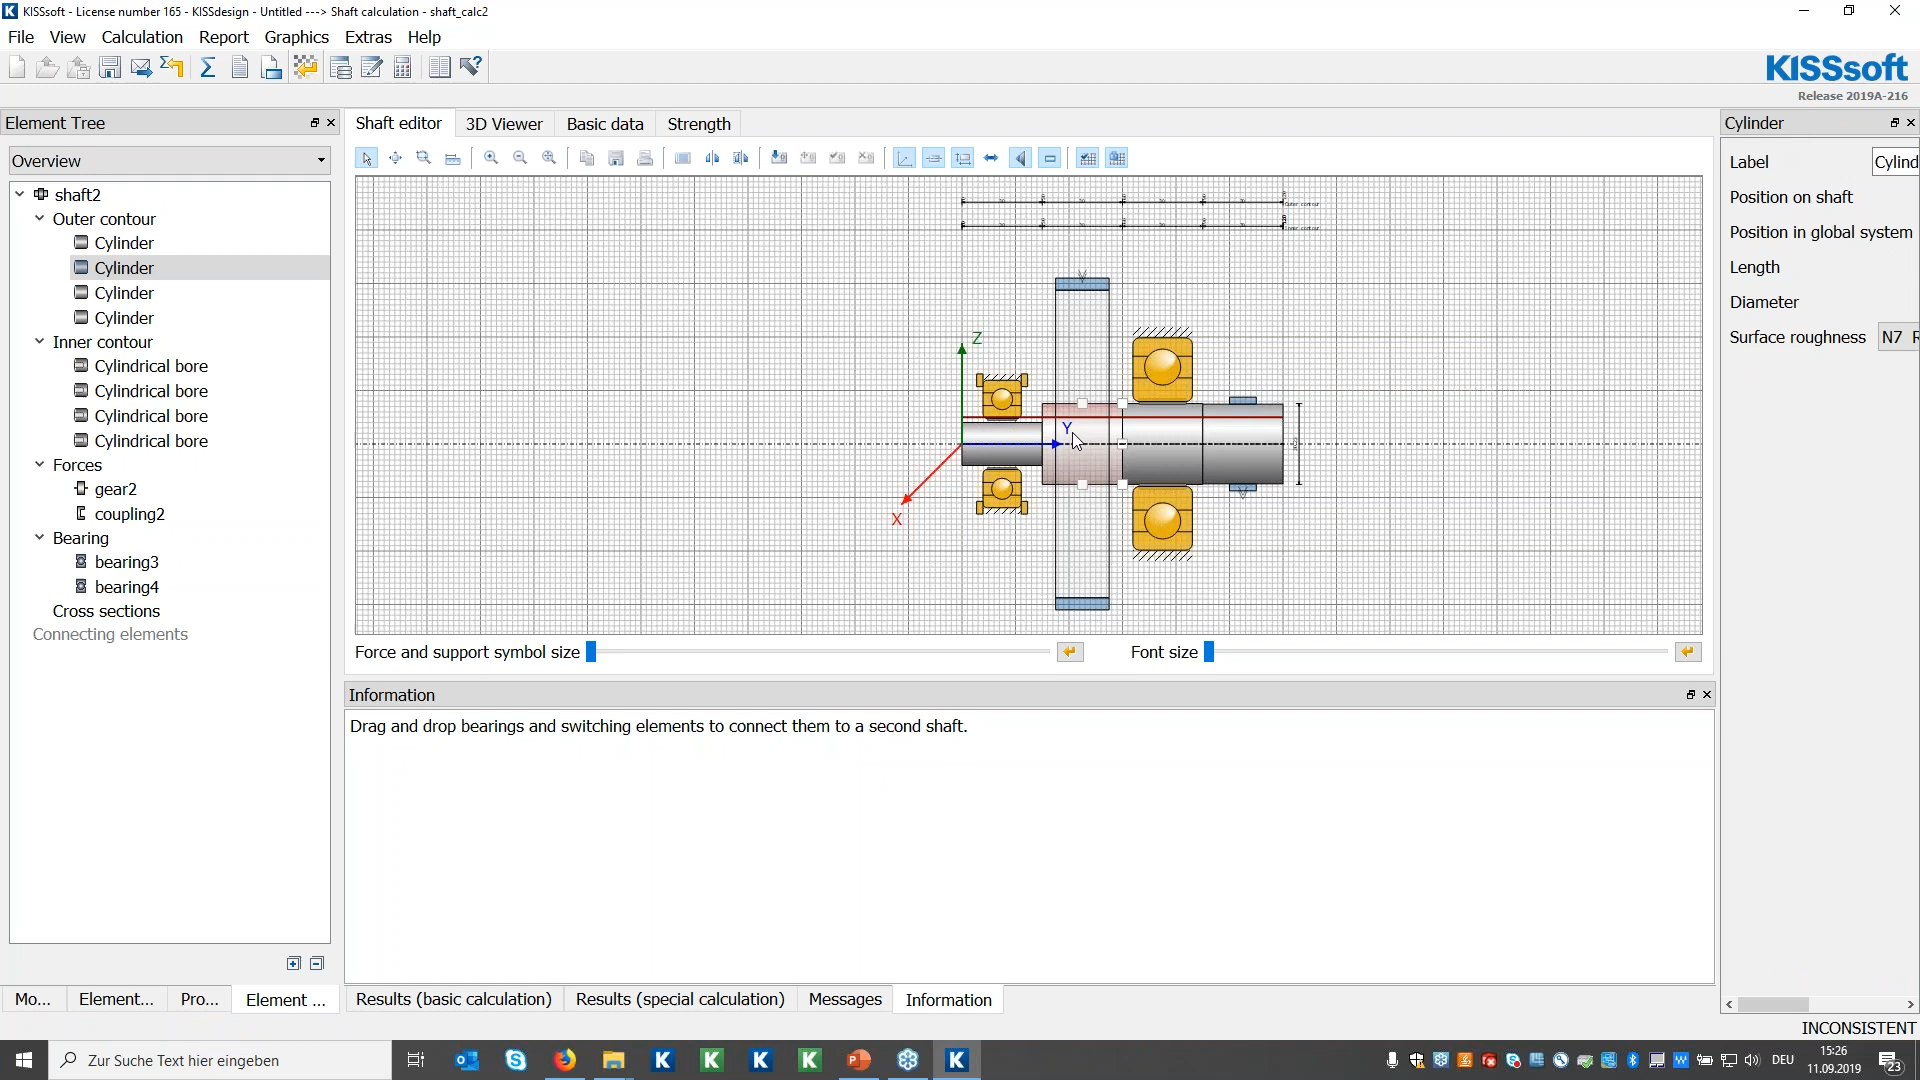 KISSsoft - License number 165 - KISSdesign - Untitled ---> Shaft calculation - shaft_calc2
File View Calculation Report Graphics Extras Help
KISSsoft
Release 2019A-216
Element Tree
Overview
shaft2
Outer contour
Cylinder
Cylinder
Cylinder
Cylinder
Inner contour
Cylindrical bore
Cylindrical bore
Cylindrical bore
Cylindrical bore
Forces
gear2
coupling2
Bearing
bearing3
bearing4
Cross sections
Connecting elements
Mo... Element... Pro... Element ...
Shaft editor 3D Viewer Basic data Strength
Outer contour
Z
Y
X
Force and support symbol size Font size
Information
Drag and drop bearings and switching elements to connect them to a second shaft.
Results (basic calculation) Results (special calculation) Messages Information
Cylinder
Label Cylind
Position on shaft
Position in global system
Length
Diameter
Surface roughness N7 R
INCONSISTENT
Zur Suche Text hier eingeben
DEU
15:26
11.09.2019
23